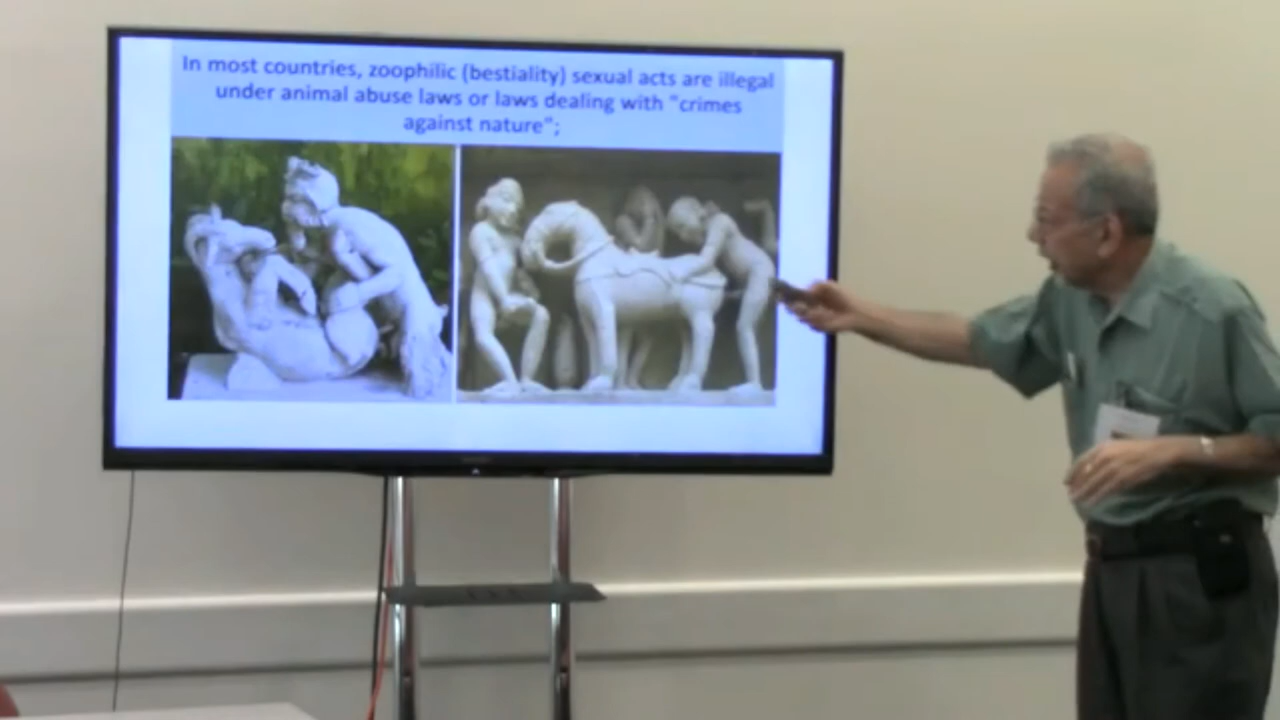 In most countries, zoophilic (bestiality) sexual acts are illegal
under animal abuse laws or laws dealing with "crimes
against nature";